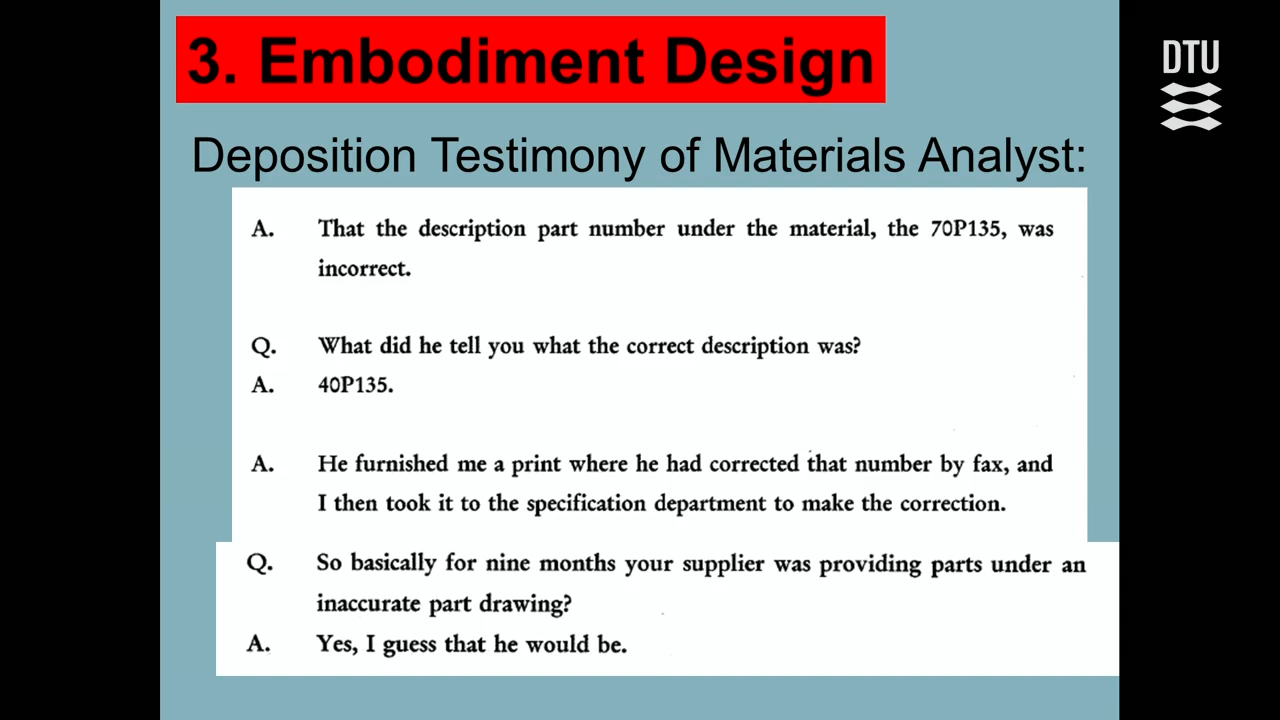 3. Embodiment Design
DTU
Deposition Testimony of Materials Analyst:
A. That the description part number under the material, the 70P135, was
incorrect.
Q. What did he tell you what the correct description was?
A. 40P135.
A. He furnished me a print where he had corrected that number by fax, and
I then took it to the specification department to make the correction.
Q. So basically for nine months your supplier was providing parts under an
inaccurate part drawing?
A. Yes, I guess that he would be.